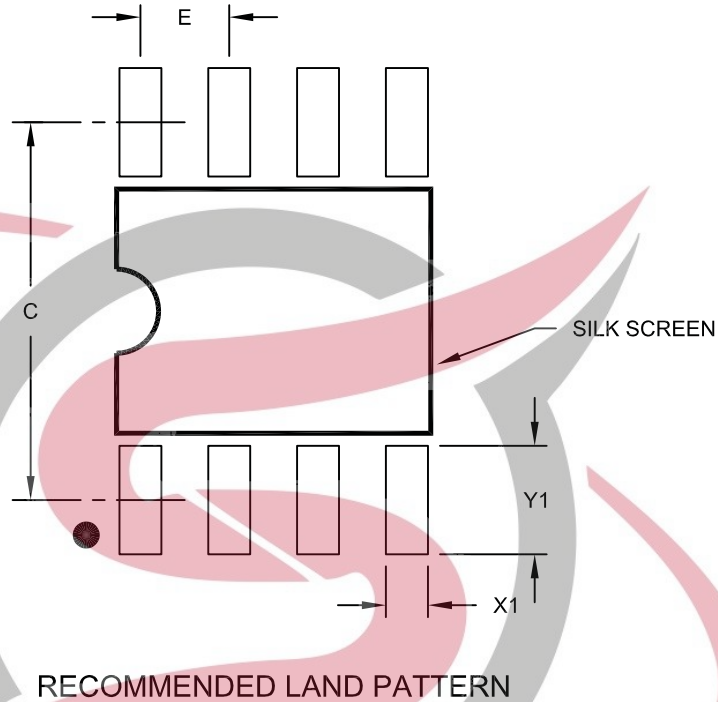 E
C
SILK SCREEN
Y1
X1
RECOMMENDED LAND PATTERN